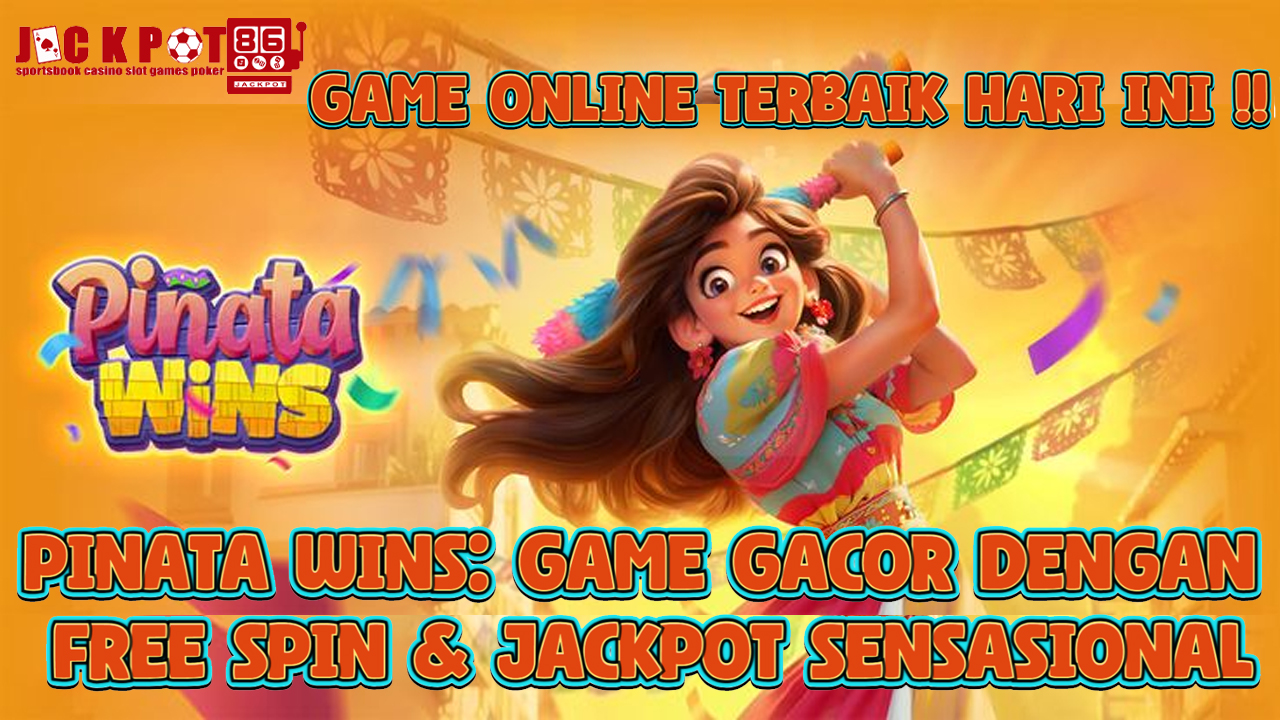 JACKPOT 86
sportsbook casino slot games poker
JACKPOT
GAME ONLINE TERBAIK HARI INI !!
Pinata
WiNS
PINATA WINS: GAME GACOR DENGAN
FREE SPIN & JACKPOT SENSASIONAL